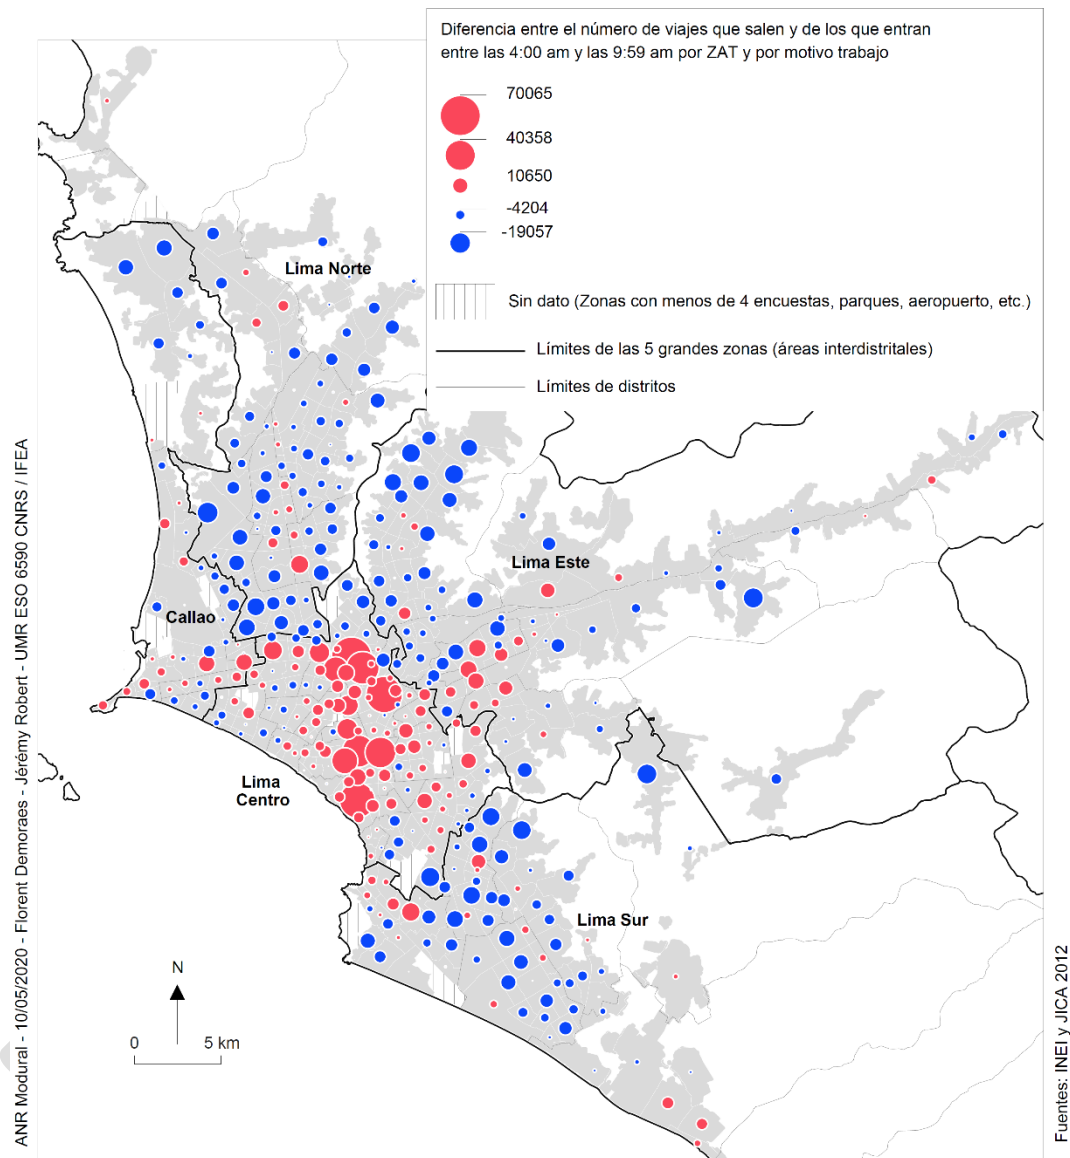 Diferencia entre el número de viajes que salen y de los que entran
entre las 4:00 am y las 9:59 am por ZAT y por motivo trabajo
70065
40358
10650
-4204
-19057
Sin dato (Zonas con menos de 4 encuestas, parques, aeropuerto, etc.)
Límites de las 5 grandes zonas (áreas interdistritales)
Límites de distritos
Lima Norte
Lima Este
Callao
Lima
Centro
Lima Sur
N
0 5 km
ANR Modural - 10/05/2020 - Florent Demoraes - Jérémy Robert - UMR ESO 6590 CNRS / IFEA
Fuentes: INEI y JICA 2012